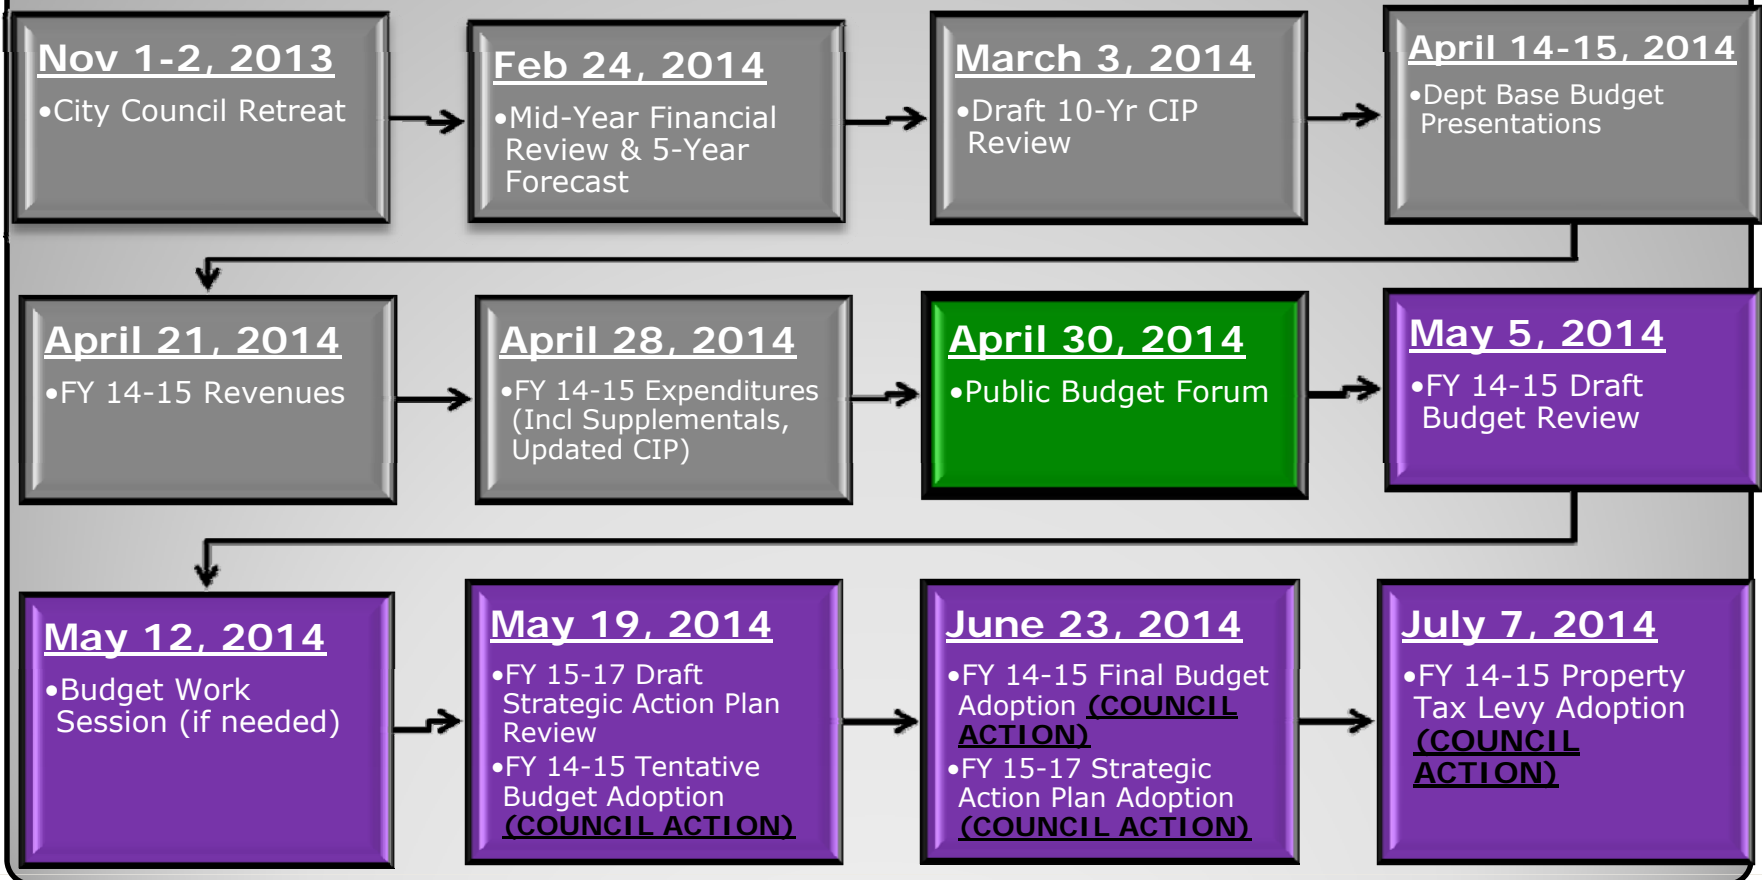 Nov 1-2, 2013
•City Council Retreat
Feb 24, 2014
•Mid-Year Financial
Review & 5-Year
Forecast
March 3, 2014
•Draft 10-Yr CIP
Review
April 14-15, 2014
•Dept Base Budget
Presentations
April 21, 2014
•FY 14-15 Revenues
April 28, 2014
•FY 14-15 Expenditures
(Incl Supplementals,
Updated CIP)
April 30, 2014
•Public Budget Forum
May 5, 2014
•FY 14-15 Draft
Budget Review
May 12, 2014
•Budget Work
Session (if needed)
May 19, 2014
•FY 15-17 Draft
Strategic Action Plan
Review
•FY 14-15 Tentative
Budget Adoption
(COUNCIL ACTION)
June 23, 2014
•FY 14-15 Final Budget
Adoption (COUNCIL
ACTION)
•FY 15-17 Strategic
Action Plan Adoption
(COUNCIL ACTION)
July 7, 2014
•FY 14-15 Property
Tax Levy Adoption
(COUNCIL
ACTION)